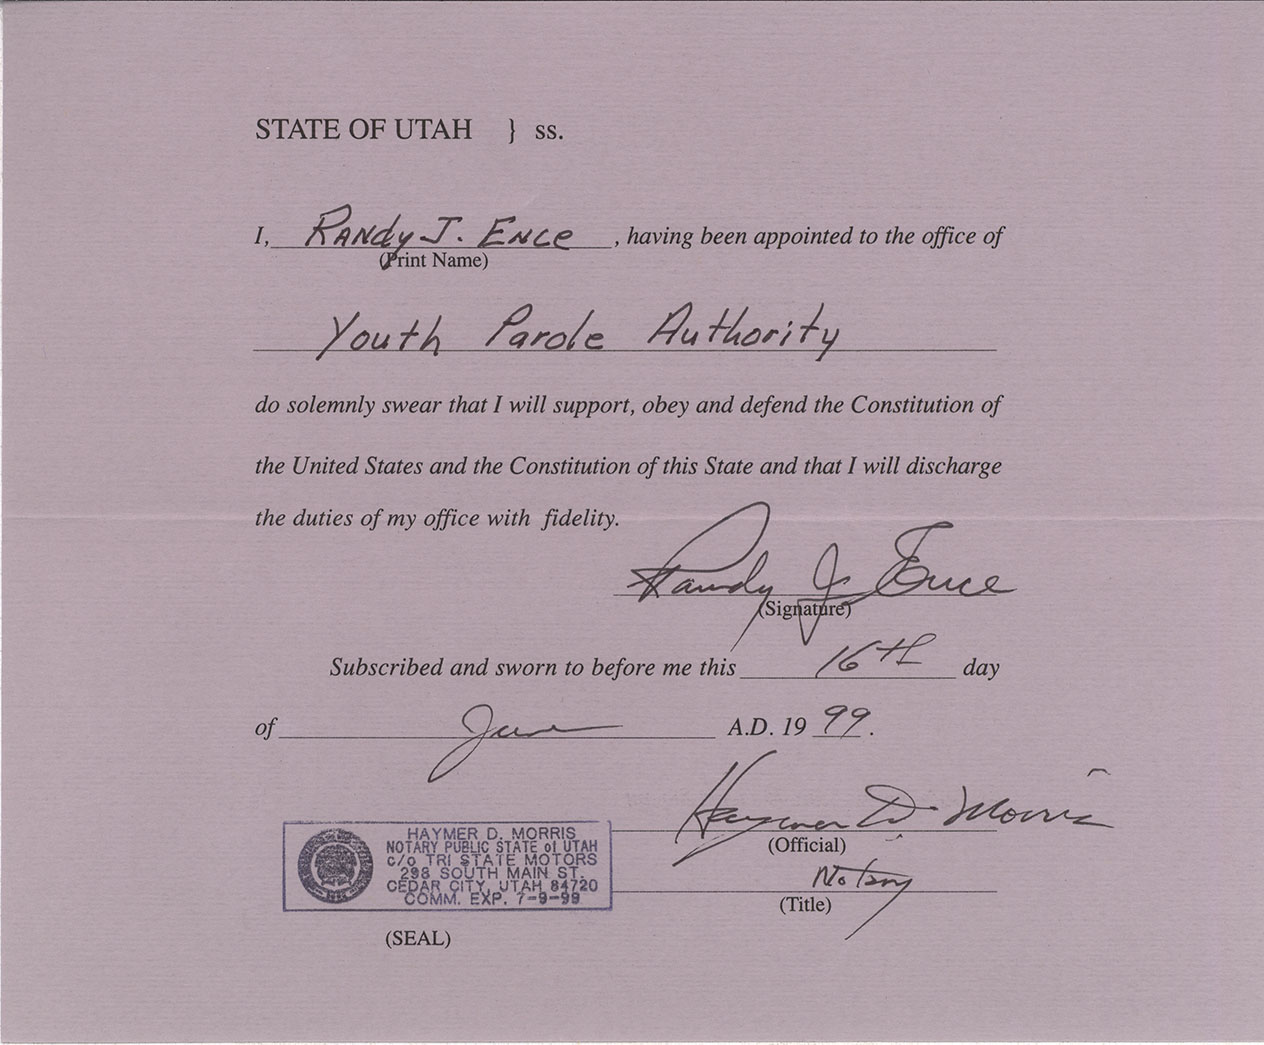 STATE OF UTAH } ss.
I, RANdy J. ENCE , having been appointed to the office of
(Print Name)
Youth Parole Authority
do solemnly swear that I will support, obey and defend the Constitution of
the United States and the Constitution of this State and that I will discharge
the duties of my office with fidelity.
Randy J Ence
(Signature)
Subscribed and sworn to before me this 16TH day
of June A.D. 19 99.
Haymer D. Morris
(Official)
Notary
(Title)
HAYMER D. MORRIS
NOTARY PUBLIC STATE of UTAH
c/o TRI STATE MOTORS
298 SOUTH MAIN ST.
CEDAR CITY, UTAH 84720
COMM. EXP. 7-9-99
(SEAL)